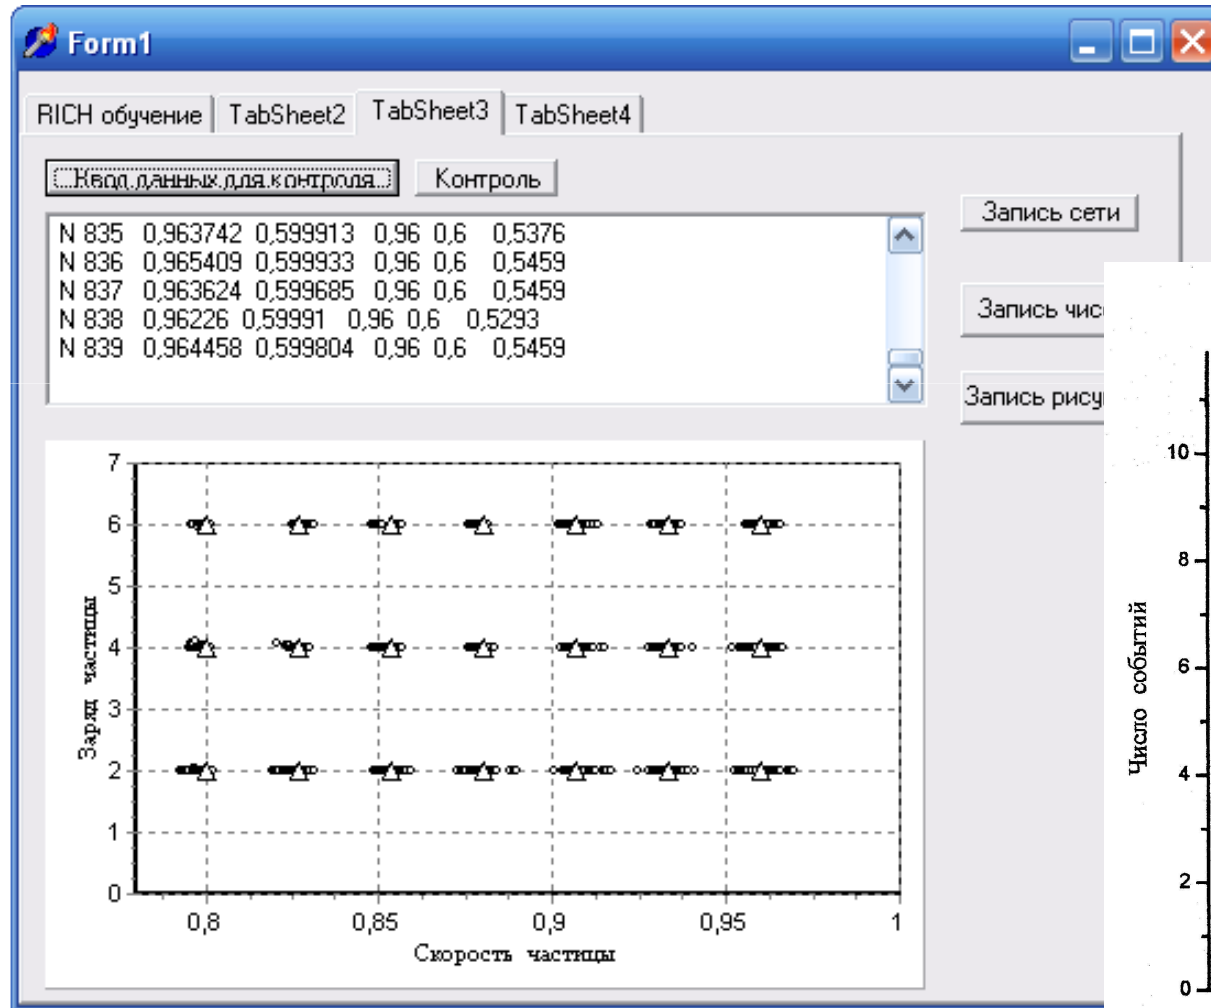 Form1
RICH обучение TabSheet2 TabSheet3 TabSheet4
Ввод данных для контроля Контроль
N 835 0,963742 0,599913 0,96 0,6 0,5376
N 836 0,965409 0,599933 0,96 0,6 0,5459
N 837 0,963624 0,599685 0,96 0,6 0,5459
N 838 0,96226 0,59991 0,96 0,6 0,5293
N 839 0,964458 0,599804 0,96 0,6 0,5459
Запись сети
Запись чис
Запись рису
7
6
5
4
3
2
1
0
Заряд частицы
0,8 0,85 0,9 0,95 1
Скорость частицы
10
8
6
4
2
0
Число событий